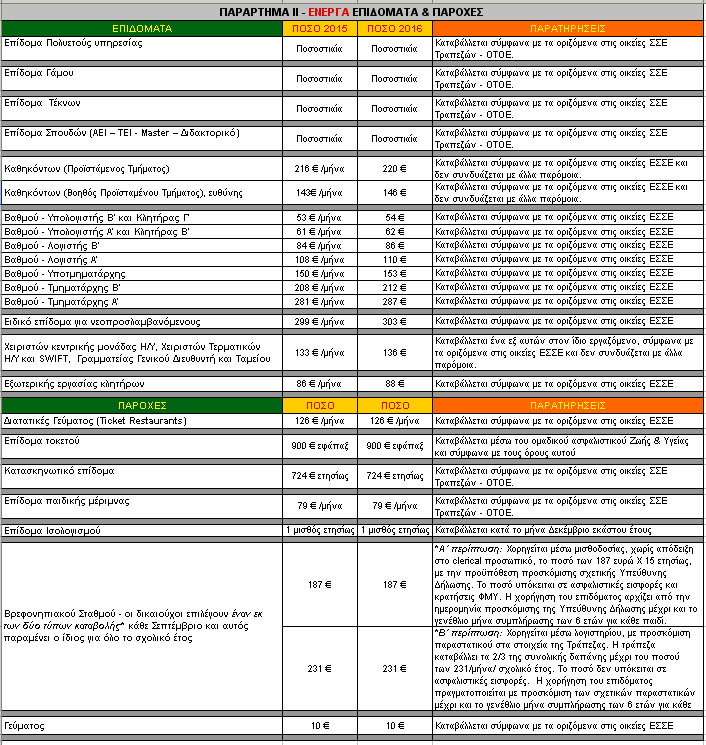 ΠΑΡΑΡΤΗΜΑ ΙΙ - ΕΝΕΡΓΑ ΕΠΙΔΟΜΑΤΑ & ΠΑΡΟΧΕΣ
ΕΠΙΔΟΜΑΤΑ ΠΟΣΟ 2015 ΠΟΣΟ 2016 ΠΑΡΑΤΗΡΗΣΕΙΣ
Επίδομα Πολυετούς υπηρεσίας Ποσοστιαία Ποσοστιαία Καταβάλλεται σύμφωνα με τα οριζόμενα στις οικείες ΣΣΕ
Τραπεζών - ΟΤΟΕ.
Επίδομα Γάμου Ποσοστιαία Ποσοστιαία Καταβάλλεται σύμφωνα με τα οριζόμενα στις οικείες ΣΣΕ
Τραπεζών - ΟΤΟΕ.
Επίδομα Τέκνων Ποσοστιαία Ποσοστιαία Καταβάλλεται σύμφωνα με τα οριζόμενα στις οικείες ΣΣΕ
Τραπεζών - ΟΤΟΕ.
Επίδομα Σπουδών (ΑΕΙ – ΤΕΙ - Master – Διδακτορικό) Ποσοστιαία Ποσοστιαία Καταβάλλεται σύμφωνα με τα οριζόμενα στις οικείες ΣΣΕ
Τραπεζών - ΟΤΟΕ.
Καθηκόντων (Προϊστάμενος Τμήματος) 216 € /μήνα 220 € Καταβάλλεται σύμφωνα με τα οριζόμενα στις οικείες ΕΣΣΕ και
δεν συνδυάζεται με άλλα παρόμοια.
Καθηκόντων (Βοηθός Προϊσταμένου Τμήματος), ευθύνης 143€ /μήνα 146 € Καταβάλλεται σύμφωνα με τα οριζόμενα στις οικείες ΕΣΣΕ και
δεν συνδυάζεται με άλλα παρόμοια.
Βαθμού - Υπολογιστής Β' και Κλητήρας Γ' 53 € /μήνα 54 € Καταβάλλεται σύμφωνα με τα οριζόμενα στις οικείες ΕΣΣΕ
Βαθμού - Υπολογιστής Α' και Κλητήρας Β' 61 € /μήνα 62 € Καταβάλλεται σύμφωνα με τα οριζόμενα στις οικείες ΕΣΣΕ
Βαθμού - Λογιστής Β' 84 € /μήνα 86 € Καταβάλλεται σύμφωνα με τα οριζόμενα στις οικείες ΕΣΣΕ
Βαθμού - Λογιστής Α' 108 € /μήνα 110 € Καταβάλλεται σύμφωνα με τα οριζόμενα στις οικείες ΕΣΣΕ
Βαθμού - Υποτμηματάρχης 150 € /μήνα 153 € Καταβάλλεται σύμφωνα με τα οριζόμενα στις οικείες ΕΣΣΕ
Βαθμού - Τμηματάρχης Β' 208 € /μήνα 212 € Καταβάλλεται σύμφωνα με τα οριζόμενα στις οικείες ΕΣΣΕ
Βαθμού - Τμηματάρχης Α' 281 € /μήνα 287 € Καταβάλλεται σύμφωνα με τα οριζόμενα στις οικείες ΕΣΣΕ
Ειδικό επίδομα για νεοπροσλαμβανόμενους 299 € /μήνα 303 € Καταβάλλεται σύμφωνα με τα οριζόμενα στις οικείες ΕΣΣΕ
Χειριστών κεντρικής μονάδας Η/Υ, Χειριστών Τερματικών
Η/Υ και SWIFT, Γραμματείας Γενικού Διευθυντή και Ταμείου 133 € /μήνα 136 € Καταβάλλεται ένα εξ αυτών στον ίδιο εργαζόμενο, σύμφωνα με
τα οριζόμενα στις οικείες ΕΣΣΕ και δεν συνδυάζεται με άλλα
παρόμοια.
Εξωτερικής εργασίας κλητήρων 86 € /μήνα 88 € Καταβάλλεται σύμφωνα με τα οριζόμενα στις οικείες ΕΣΣΕ
ΠΑΡΟΧΕΣ ΠΟΣΟ ΠΟΣΟ ΠΑΡΑΤΗΡΗΣΕΙΣ
Διατατικές Γεύματος (Ticket Restaurants) 126 € /μήνα 126 € /μήνα Καταβάλλεται σύμφωνα με τα οριζόμενα στις οικείες ΕΣΣΕ
Επίδομα τοκετού 900 € εφάπαξ 900 € εφάπαξ Καταβάλλεται μέσω του ομαδικού ασφαλιστικού Ζωής & Υγείας
και σύμφωνα με τους όρους αυτού
Κατασκηνωτικό επίδομα 724 € ετησίως 724 € ετησίως Καταβάλλεται σύμφωνα με τα οριζόμενα στις οικείες ΣΣΕ
Τραπεζών - ΟΤΟΕ.
Επίδομα παιδικής μέριμνας 79 € /μήνα 79 € /μήνα Καταβάλλεται σύμφωνα με τα οριζόμενα στις οικείες ΣΣΕ
Τραπεζών - ΟΤΟΕ.
Επίδομα Ισολογισμού 1 μισθός ετησίως 1 μισθός ετησίως Καταβάλλεται κατά το μήνα Δεκέμβριο εκάστου έτους
Βρεφονηπιακού Σταθμού - οι δικαιούχοι επιλέγουν έναν εκ
των δύο τύπων καταβολής* κάθε Σεπτέμβριο και αυτός
παραμένει ο ίδιος για όλο το σχολικό έτος
187 € 187 € *Α΄ περίπτωση: Χορηγείται μέσω μισθοδοσίας, χωρίς απόδειξη
στο clerical προσωπικό, το ποσό των 187 ευρώ Χ 15 ετησίως,
με την προϋπόθεση προσκόμισης σχετικής Υπεύθυνης
Δήλωσης. Το ποσό υπόκειται σε ασφαλιστικές εισφορές και
κρατήσεις ΦΜΥ. Η χορήγηση του επιδόματος αρχίζει από την
ημερομηνία προσκόμισης της Υπεύθυνης Δήλωσης μέχρι και το
γενέθλιο μήνα συμπλήρωσης των 6 ετών για κάθε παιδί.
231 € 231 € *Β΄ περίπτωση: Χορηγείται μέσω λογιστηρίου, με προσκόμιση
παραστατικού στα στοιχεία της Τράπεζας. Η τράπεζα
καταβάλλει τα 2/3 της συνολικής δαπάνης μέχρι του ποσού
των 231/μήνα/ σχολικό έτος. Το ποσό δεν υπόκειται σε
ασφαλιστικές εισφορές. Η χορήγηση του επιδόματος
πραγματοποιείται με προσκόμιση των σχετικών παραστατικών
μέχρι και το γενέθλιο μήνα συμπλήρωσης των 6 ετών για κάθε
Γεύματος 10 € 10 € Καταβάλλεται σύμφωνα με τα οριζόμενα στις οικείες ΕΣΣΕ